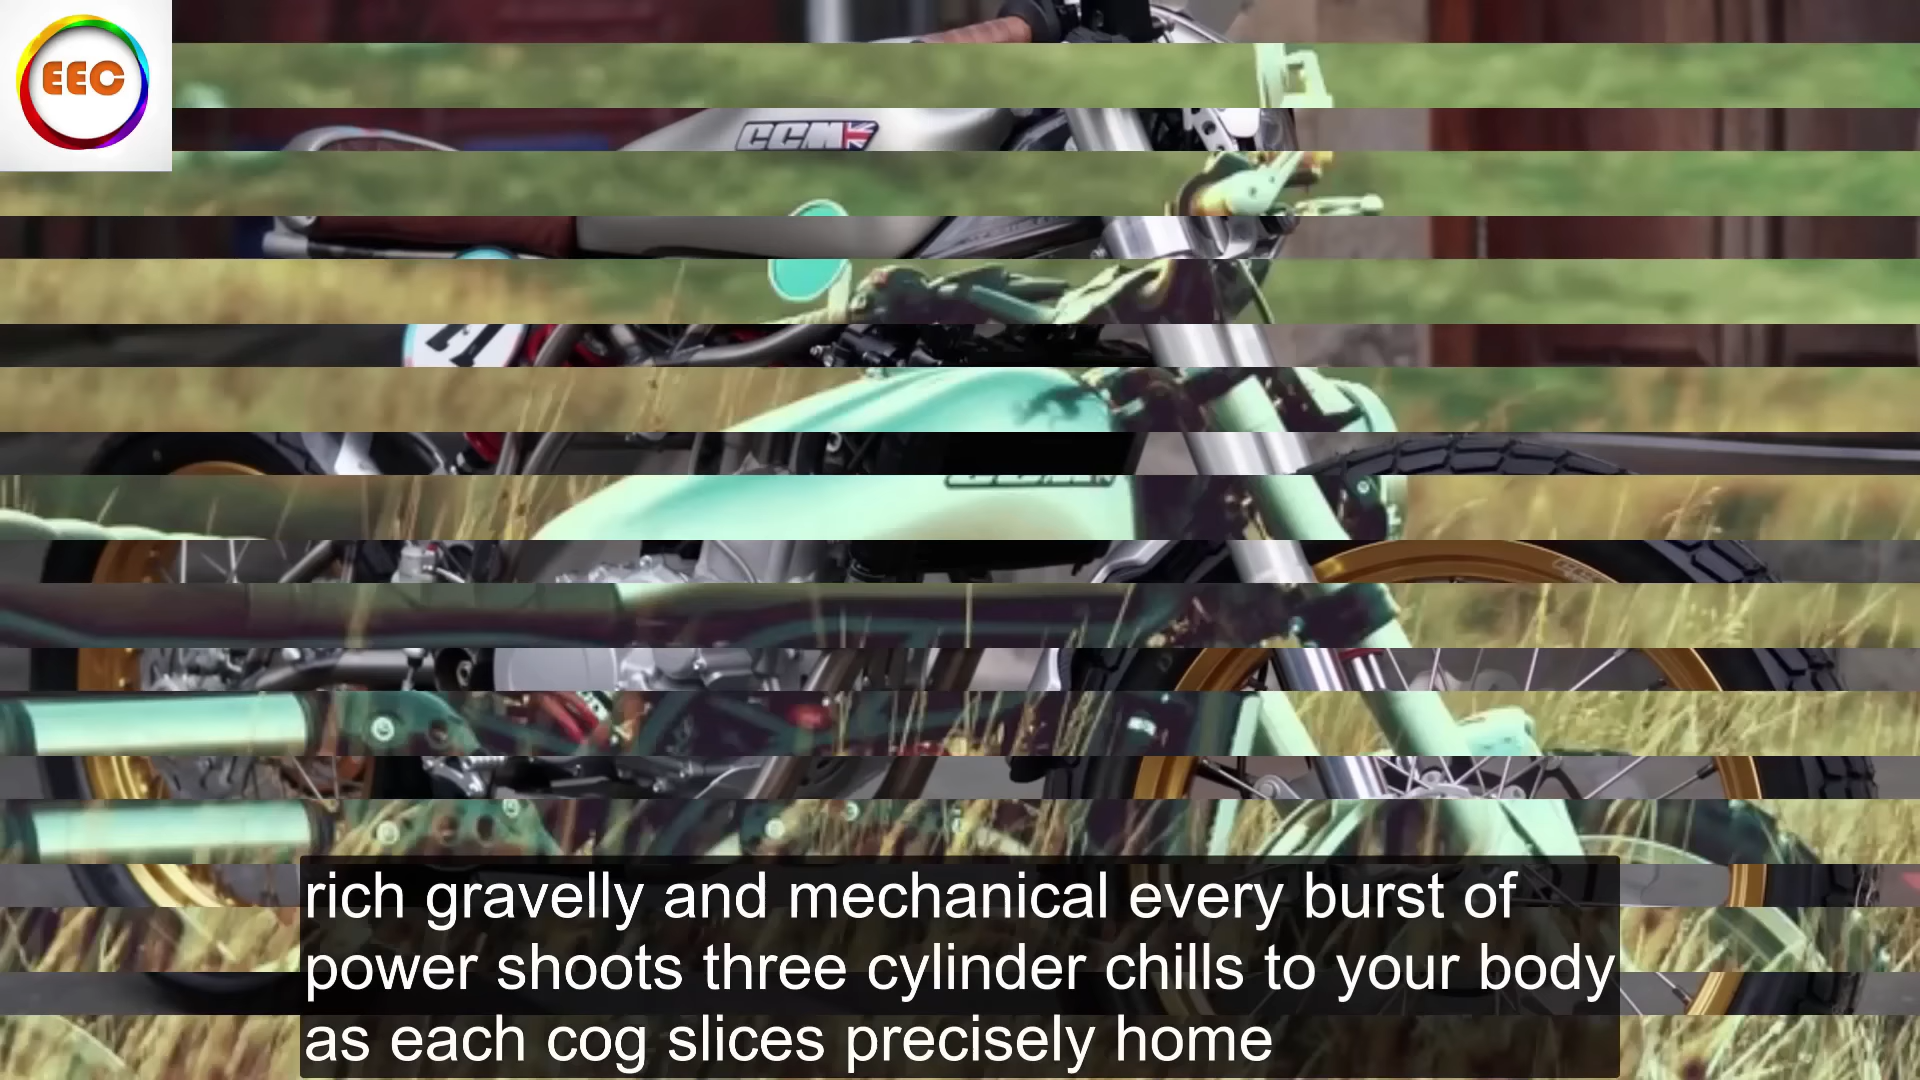 EEC
CCM
rich gravelly and mechanical every burst of
power shoots three cylinder chills to your body
as each cog slices precisely home